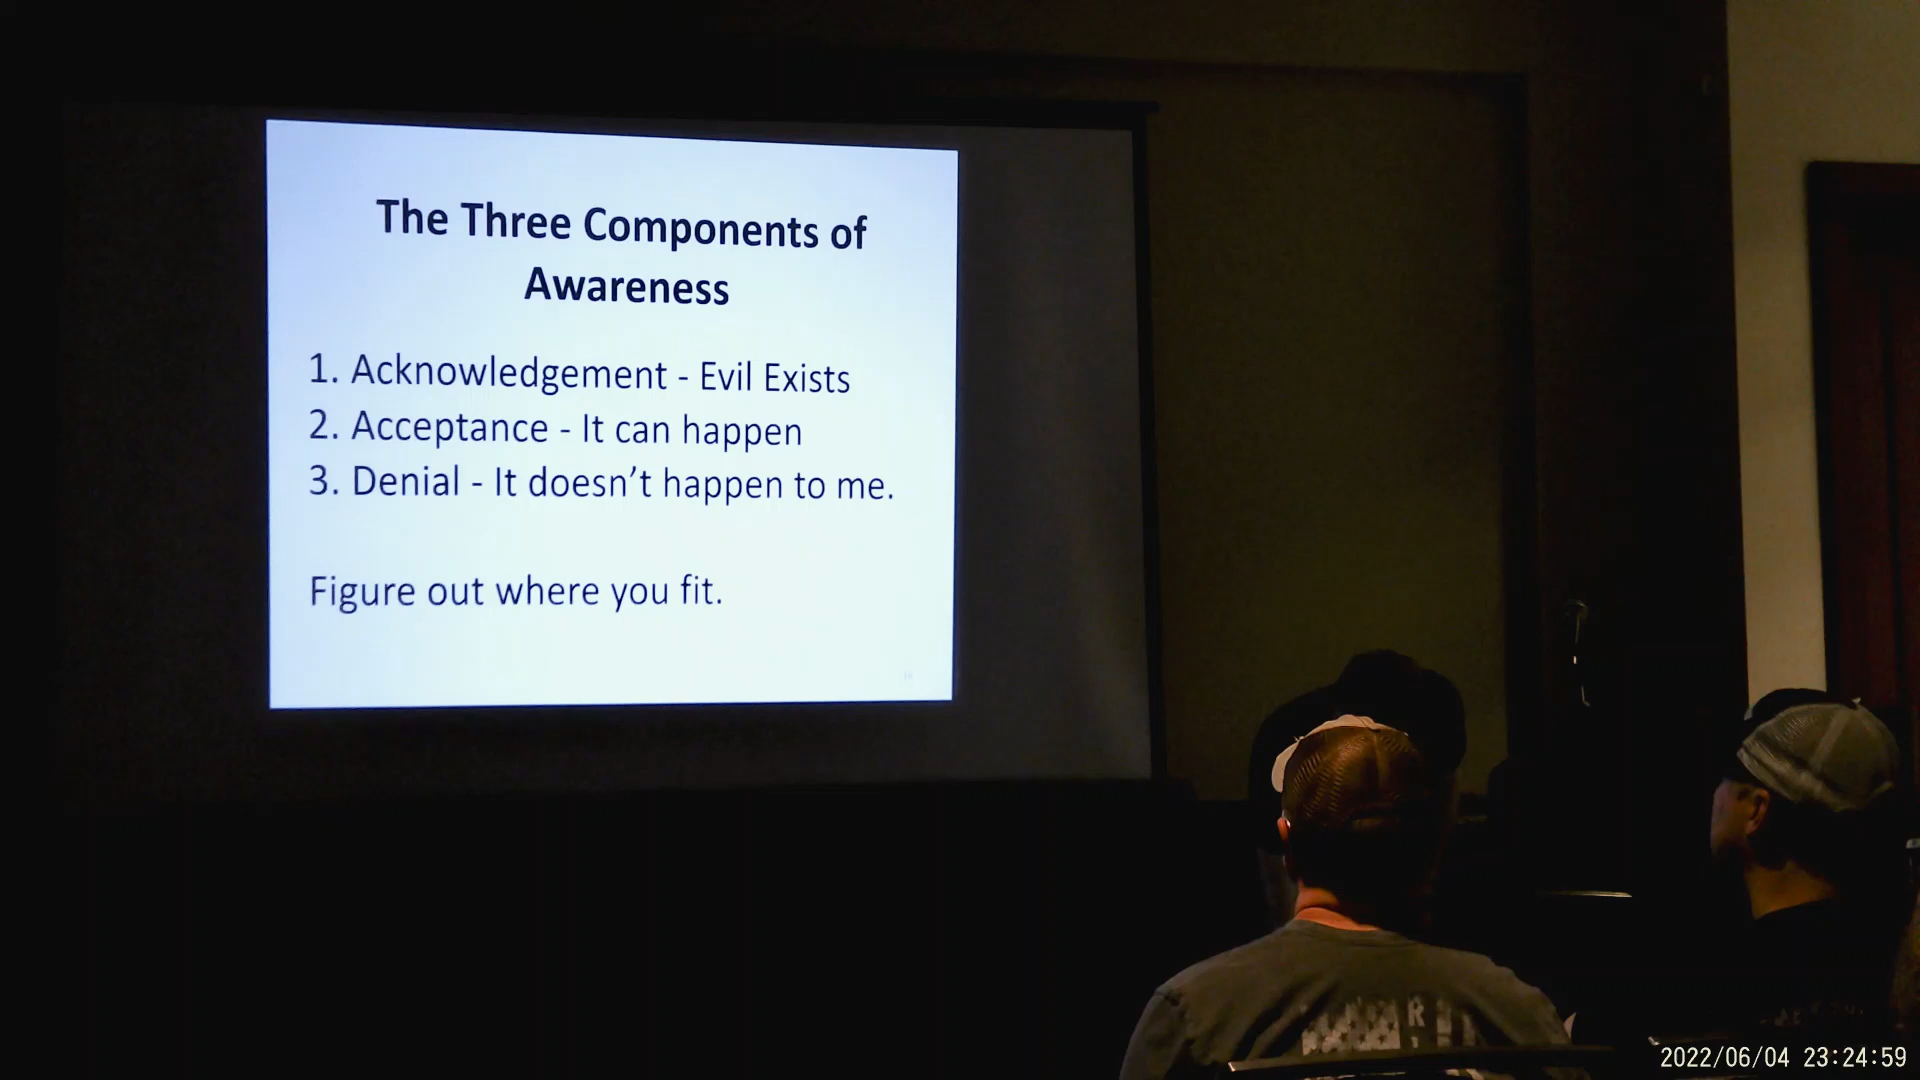 The Three Components of
Awareness
1. Acknowledgement - Evil Exists
2. Acceptance - It can happen
3. Denial - It doesn't happen to me.
Figure out where you fit.
2022/06/04 23:24:59